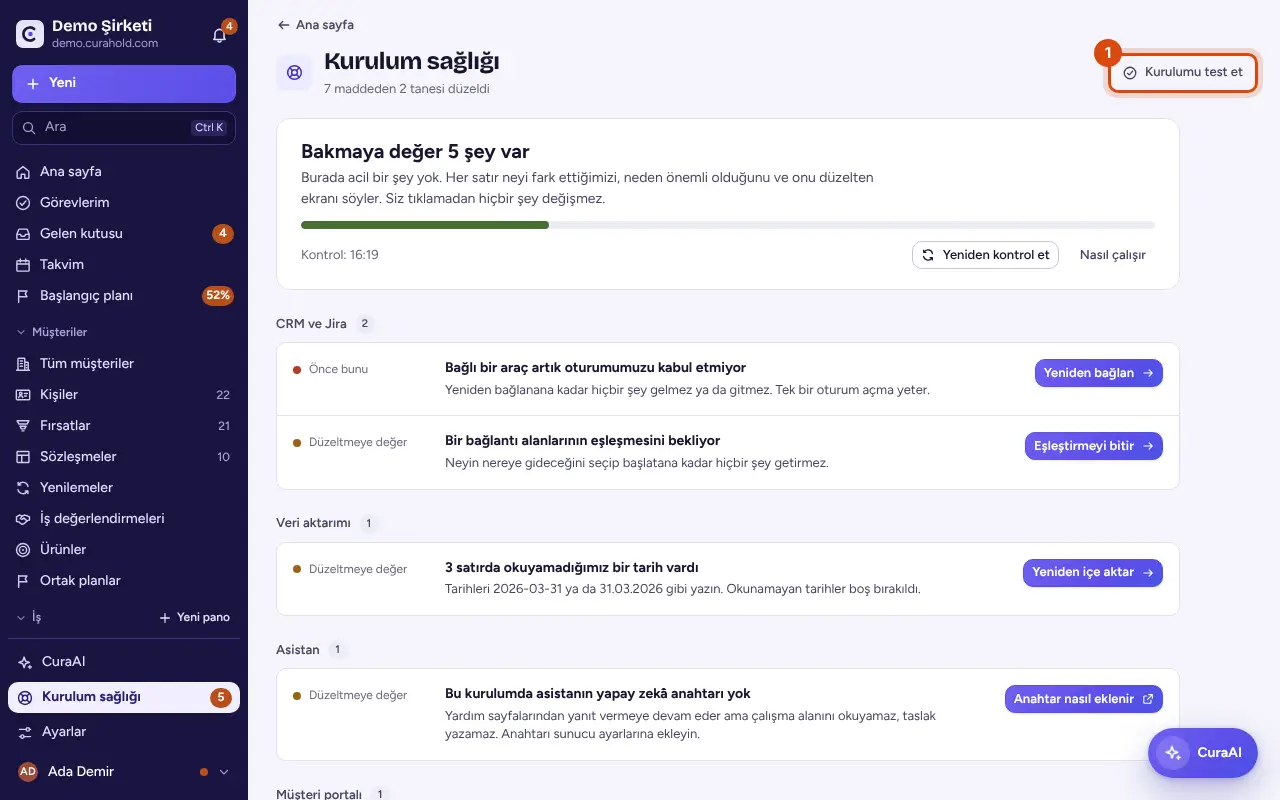 Demo Şirketi
demo.curahold.com
4
Yeni
Ara
Ctrl K
Ana sayfa
Görevlerim
Gelen kutusu
4
Takvim
Başlangıç planı
52%
Müşteriler
Tüm müşteriler
Kişiler
22
Fırsatlar
21
Sözleşmeler
10
Yenilemeler
İş değerlendirmeleri
Ürünler
Ortak planlar
İş
Yeni pano
CuraAI
Kurulum sağlığı
5
Ayarlar
AD
Ada Demir
Ana sayfa
Kurulum sağlığı
7 maddeden 2 tanesi düzeldi
1
Kurulumu test et
Bakmaya değer 5 şey var
Burada acil bir şey yok. Her satır neyi fark ettiğimizi, neden önemli olduğunu ve onu düzelten
ekranı söyler. Siz tıklamadan hiçbir şey değişmez.
Kontrol: 16:19
Yeniden kontrol et
Nasıl çalışır
CRM ve Jira
2
Önce bunu
Bağlı bir araç artık oturumumuzu kabul etmiyor
Yeniden bağlanana kadar hiçbir şey gelmez ya da gitmez. Tek bir oturum açma yeter.
Yeniden bağlan
Düzeltmeye değer
Bir bağlantı alanlarının eşleşmesini bekliyor
Neyin nereye gideceğini seçip başlatana kadar hiçbir şey getirmez.
Eşleştirmeyi bitir
Veri aktarımı
1
Düzeltmeye değer
3 satırda okuyamadığımız bir tarih vardı
Tarihleri 2026-03-31 ya da 31.03.2026 gibi yazın. Okunamayan tarihler boş bırakıldı.
Yeniden içe aktar
Asistan
1
Düzeltmeye değer
Bu kurulumda asistanın yapay zekâ anahtarı yok
Yardım sayfalarından yanıt vermeye devam eder ama çalışma alanını okuyamaz, taslak
yazamaz. Anahtarı sunucu ayarlarına ekleyin.
Anahtar nasıl eklenir
CuraAI
Müşteri portalı
1